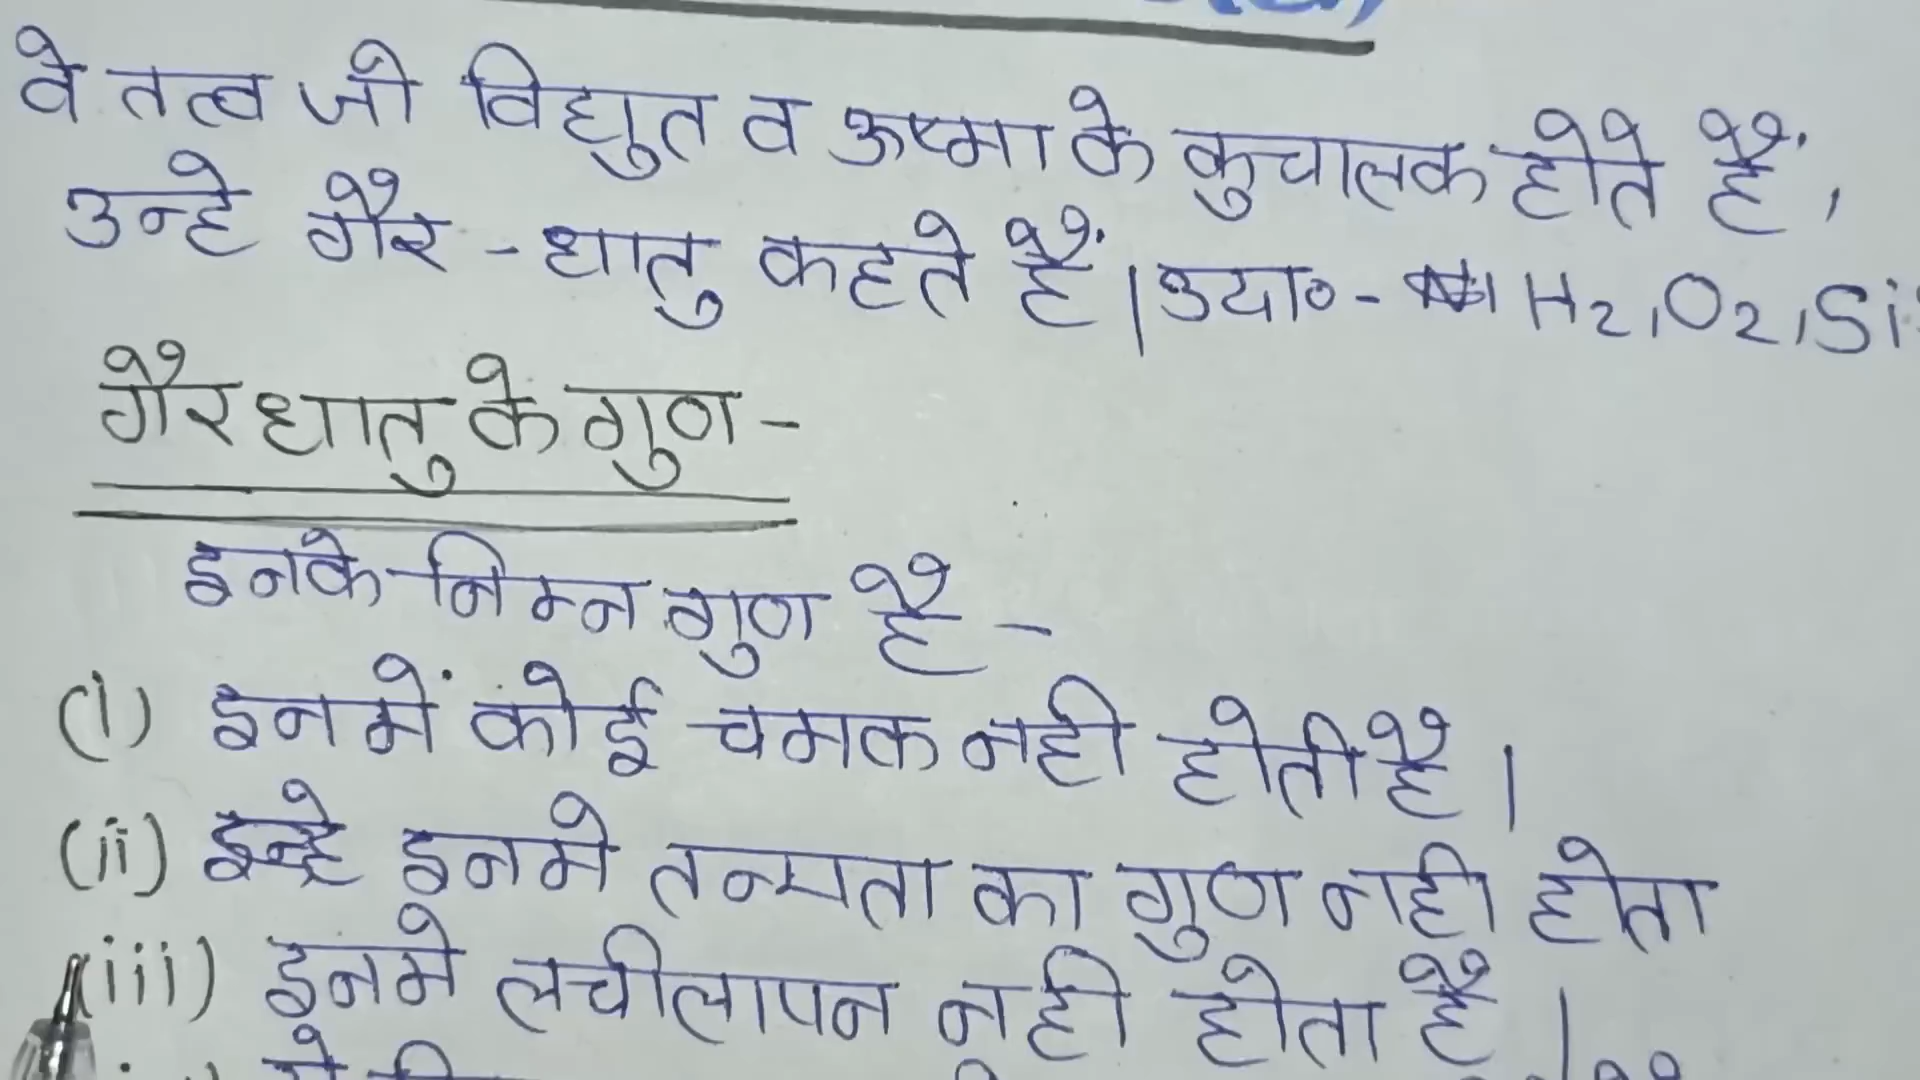 वे तत्व जो विद्युत व ऊष्मा के कुचालक होते हैं,
उन्हे गैर-धातु कहते हैं। उदा०- H2, O2, Si
गैर धातु के गुण-
इनके निम्न गुण है-
(i) इनमें कोई चमक नही होती है।
(ii) इनमे तन्यता का गुण नही होता
(iii) इनमे लचीलापन नही होता है।